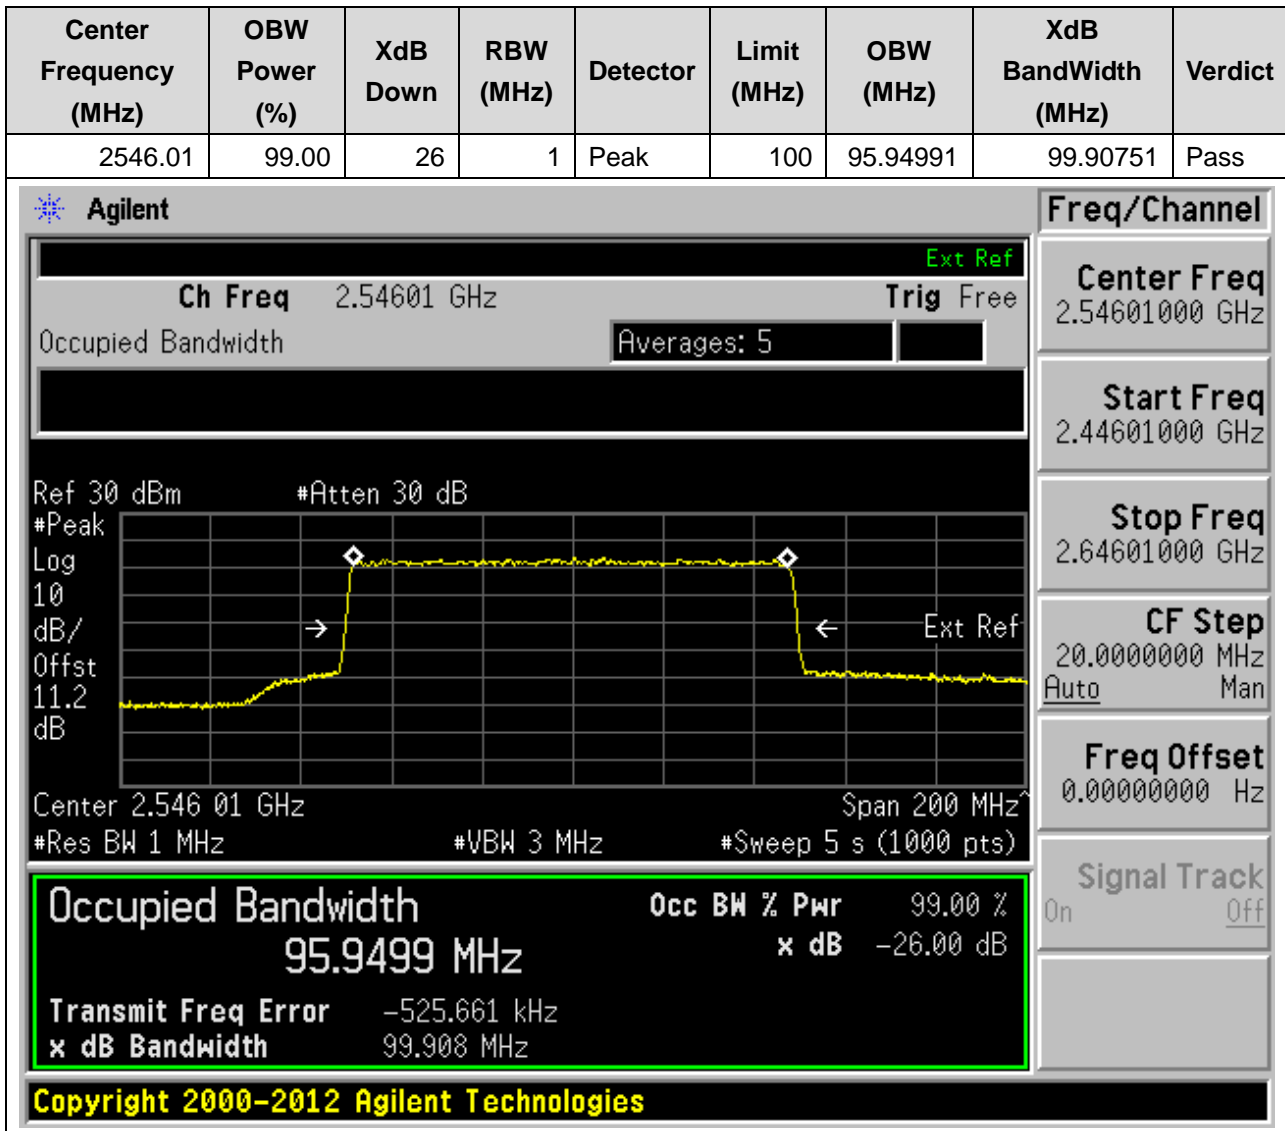 Center Frequency (MHz) OBW Power (%) XdB Down RBW (MHz) Detector Limit (MHz) OBW (MHz) XdB BandWidth (MHz) Verdict
2546.01 99.00 26 1 Peak 100 95.94991 99.90751 Pass
Agilent
Ext Ref
Ch Freq 2.54601 GHz Trig Free
Occupied Bandwidth Averages: 5
Ref 30 dBm #Atten 30 dB
#Peak
Log
10
dB/
Offst
11.2
dB
Ext Ref
Center 2.546 01 GHz Span 200 MHz^
#Res BW 1 MHz #VBW 3 MHz #Sweep 5 s (1000 pts)
Occupied Bandwidth
95.9499 MHz
Occ BW % Pwr 99.00 %
x dB -26.00 dB
Transmit Freq Error -525.661 kHz
x dB Bandwidth 99.908 MHz
Copyright 2000-2012 Agilent Technologies
Freq/Channel
Center Freq
2.54601000 GHz
Start Freq
2.44601000 GHz
Stop Freq
2.64601000 GHz
CF Step
20.0000000 MHz
Auto Man
Freq Offset
0.00000000 Hz
Signal Track
On Off